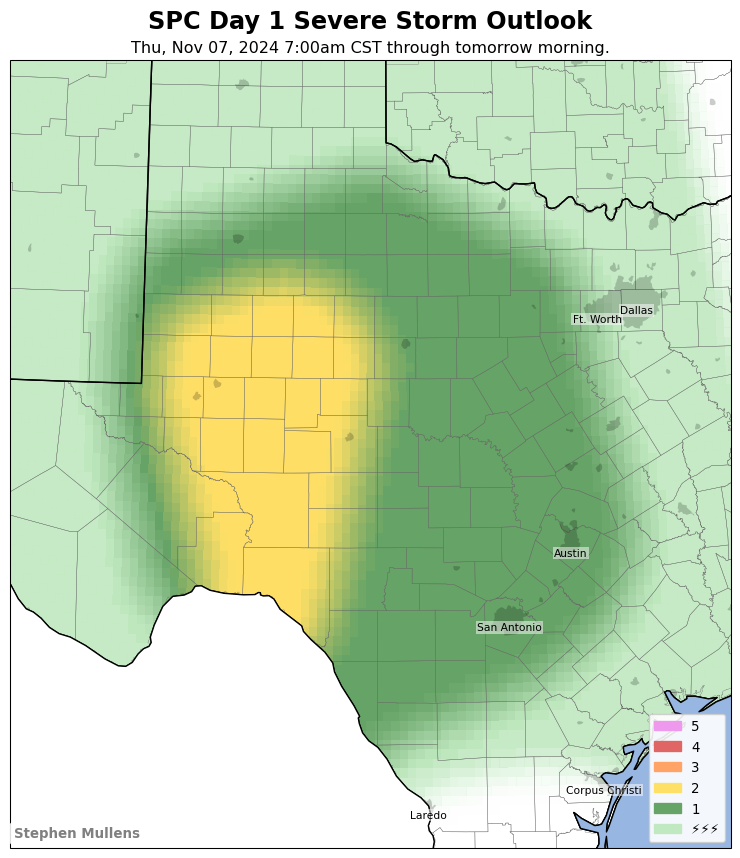 SPC Day 1 Severe Storm Outlook
Thu, Nov 07, 2024 7:00am CST through tomorrow morning.
Dallas
Ft. Worth
Austin
San Antonio
Corpus Christi
Laredo
5
4
3
2
1
⚡⚡⚡
Stephen Mullens